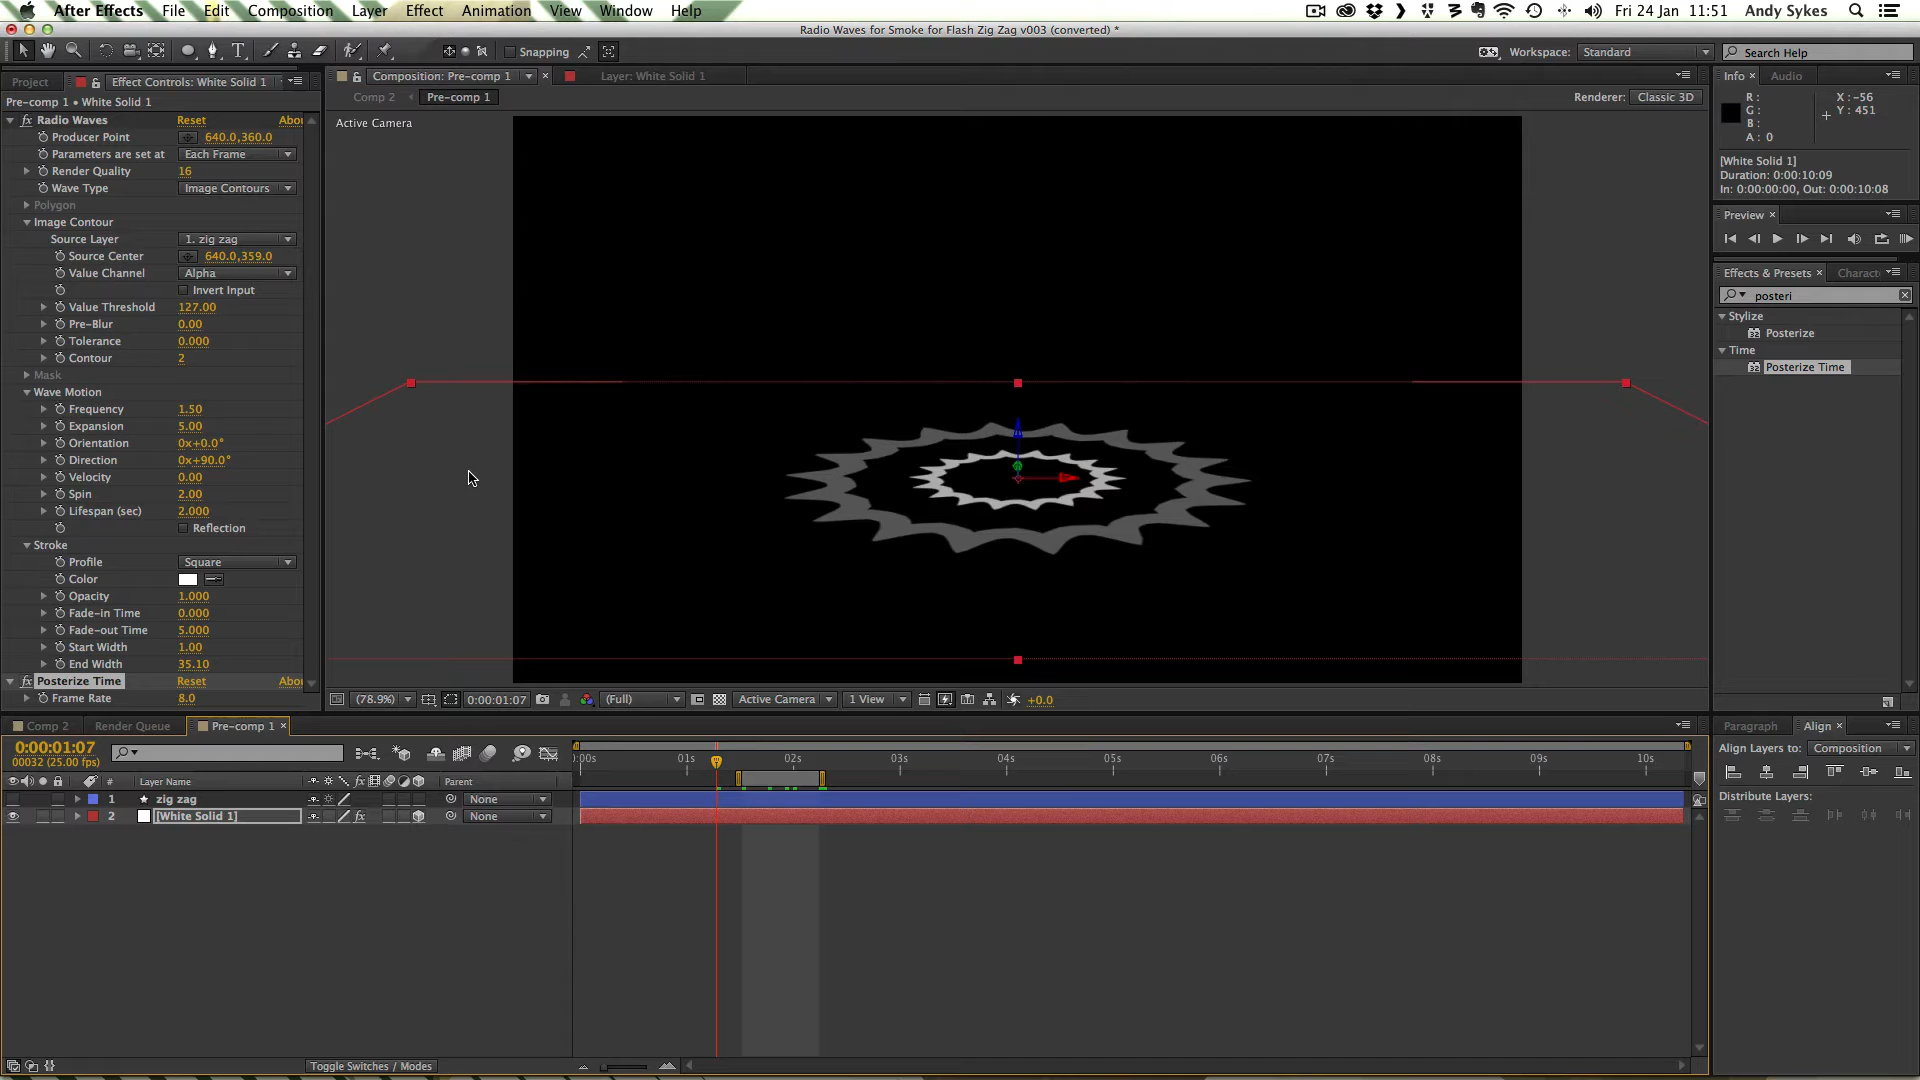 After Effects File Edit Composition Layer Effect Animation View Window Help Fri 24 Jan 11:51 Andy Sykes
Radio Waves for Smoke for Flash Zig Zag v003 (converted) *
Snapping Workspace: Standard Search Help
Project Effect Controls: White Solid 1
Pre-comp 1 • White Solid 1
Radio Waves Reset Abou
Producer Point 640.0,360.0
Parameters are set at Each Frame
Render Quality 16
Wave Type Image Contours
Polygon
Image Contour
Source Layer 1. zig zag
Source Center 640.0,359.0
Value Channel Alpha
Invert Input
Value Threshold 127.00
Pre-Blur 0.00
Tolerance 0.000
Contour 2
Mask
Wave Motion
Frequency 1.50
Expansion 5.00
Orientation 0x+0.0°
Direction 0x+90.0°
Velocity 0.00
Spin 2.00
Lifespan (sec) 2.000
Reflection
Stroke
Profile Square
Color
Opacity 1.000
Fade-in Time 0.000
Fade-out Time 5.000
Start Width 1.00
End Width 35.10
Posterize Time Reset Abou
Frame Rate 8.0
Composition: Pre-comp 1 Layer: White Solid 1
Comp 2 Pre-comp 1 Renderer: Classic 3D
Active Camera
(78.9%) 0:00:01:07 (Full) Active Camera 1 View +0.0
Info Audio
R: X: -56
G: Y: 451
B:
A: 0
[White Solid 1]
Duration: 0:00:10:09
In: 0:00:00:00, Out: 0:00:10:08
Preview
Effects & Presets Charact
posteri
Stylize
Posterize
Time
Posterize Time
Comp 2 Render Queue Pre-comp 1
0:00:01:07
00032 (25.00 fps)
:00s 01s 02s 03s 04s 05s 06s 07s 08s 09s 10s
# Layer Name Parent
1 zig zag None
2 [White Solid 1] None
Toggle Switches / Modes
Paragraph Align
Align Layers to: Composition
Distribute Layers: